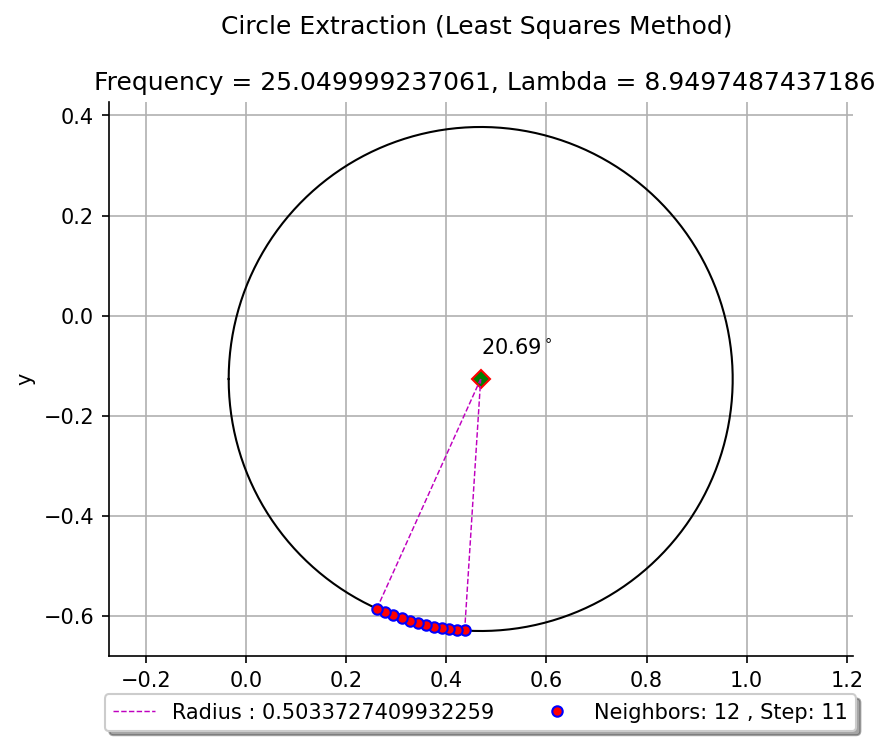 Circle Extraction (Least Squares Method)
Frequency = 25.049999237061, Lambda = 8.9497487437186
0.4
0.2
0.0
−0.2
−0.4
−0.6
y
20.69°
−0.2 0.0 0.2 0.4 0.6 0.8 1.0 1.2
Radius : 0.5033727409932259 Neighbors: 12 , Step: 11